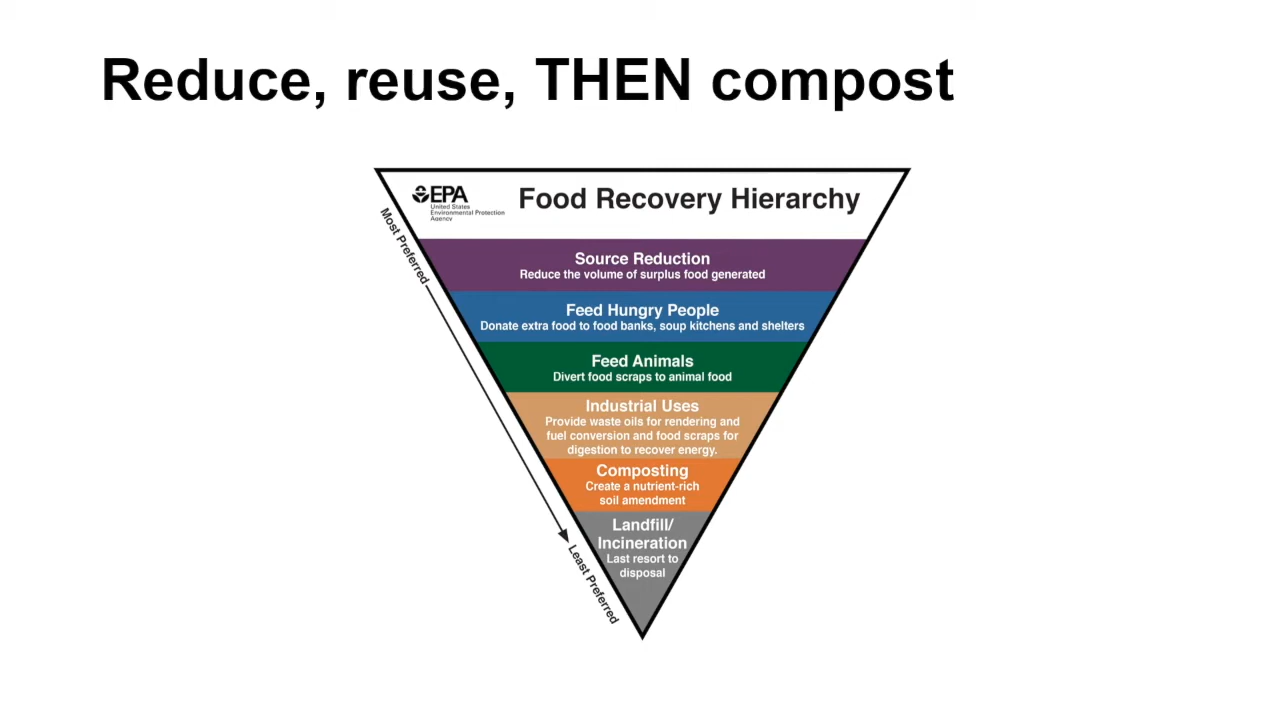 Reduce, reuse, THEN compost
EPA
United States
Environmental Protection
Agency
Food Recovery Hierarchy
Most Preferred
Source Reduction
Reduce the volume of surplus food generated
Feed Hungry People
Donate extra food to food banks, soup kitchens and shelters
Feed Animals
Divert food scraps to animal food
Industrial Uses
Provide waste oils for rendering and
fuel conversion and food scraps for
digestion to recover energy.
Composting
Create a nutrient-rich
soil amendment
Landfill/
Incineration
Last resort to
disposal
Least Preferred